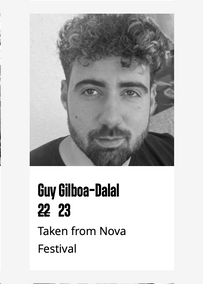 Guy Gilboa-Dalal
22 23
Taken from Nova
Festival